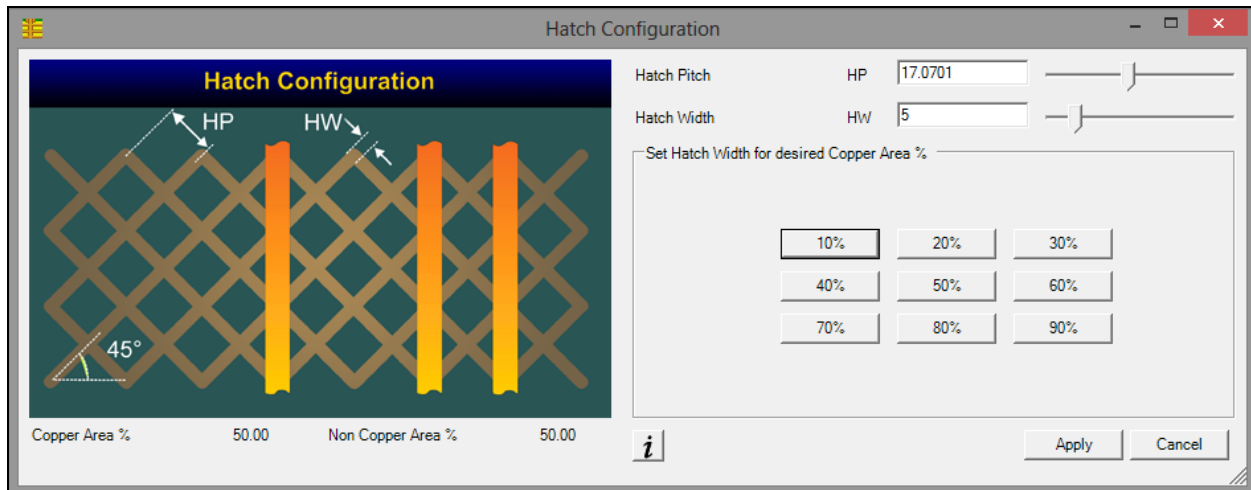 Hatch Configuration
Hatch Configuration
HP
HW
45°
Copper Area % 50.00 Non Copper Area % 50.00
Hatch Pitch HP 17.0701
Hatch Width HW 5
Set Hatch Width for desired Copper Area %
10% 20% 30%
40% 50% 60%
70% 80% 90%
i Apply Cancel